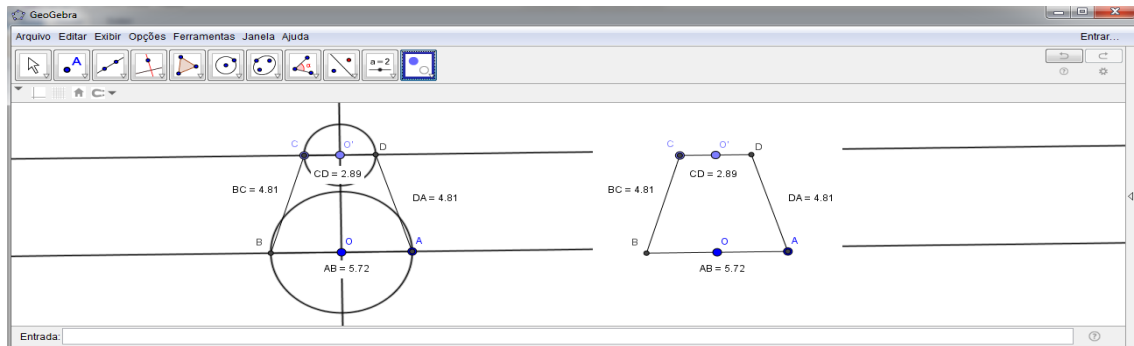 GeoGebra
Arquivo Editar Exibir Opções Ferramentas Janela Ajuda
Entrar...
A
α
a=2
C
O'
D
CD = 2.89
BC = 4.81
DA = 4.81
B
O
A
AB = 5.72
C
O'
D
CD = 2.89
BC = 4.81
DA = 4.81
B
O
A
AB = 5.72
Entrada: